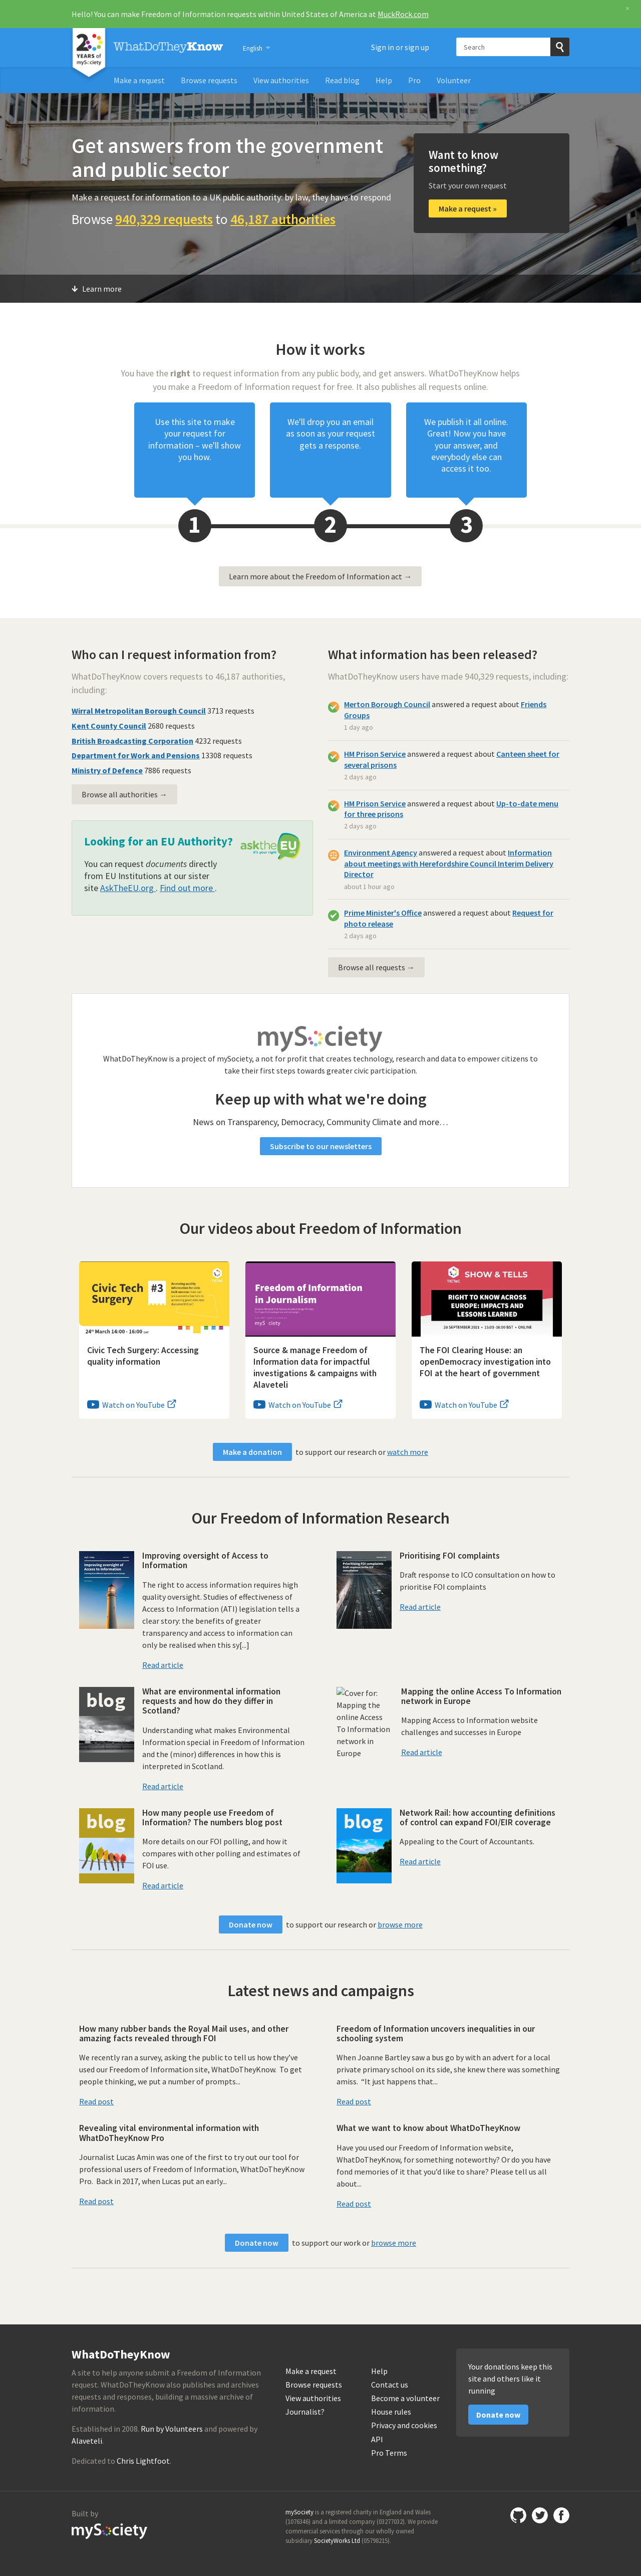 Hello! You can make Freedom of Information requests within United States of America at MuckRock.com
×
20
YEARS of
mySociety
WhatDoTheyKnow
English
Sign in or sign up
Search
Make a request
Browse requests
View authorities
Read blog
Help
Pro
Volunteer
Get answers from the government
and public sector
Make a request for information to a UK public authority: by law, they have to respond
Browse 940,329 requests to 46,187 authorities
Want to know
something?
Start your own request
Make a request »
Learn more
How it works
You have the right to request information from any public body, and get answers. WhatDoTheyKnow helps
you make a Freedom of Information request for free. It also publishes all requests online.
Use this site to make
your request for
information – we'll show
you how.
We'll drop you an email
as soon as your request
gets a response.
We publish it all online.
Great! Now you have
your answer, and
everybody else can
access it too.
1
2
3
Learn more about the Freedom of Information act →
Who can I request information from?
WhatDoTheyKnow covers requests to 46,187 authorities,
including:
Wirral Metropolitan Borough Council 3713 requests
Kent County Council 2680 requests
British Broadcasting Corporation 4232 requests
Department for Work and Pensions 13308 requests
Ministry of Defence 7886 requests
Browse all authorities →
Looking for an EU Authority?
asktheEU
it's your right
You can request documents directly
from EU Institutions at our sister
site AskTheEU.org . Find out more .
What information has been released?
WhatDoTheyKnow users have made 940,329 requests, including:
Merton Borough Council answered a request about Friends
Groups
1 day ago
HM Prison Service answered a request about Canteen sheet for
several prisons
2 days ago
HM Prison Service answered a request about Up-to-date menu
for three prisons
2 days ago
Environment Agency answered a request about Information
about meetings with Herefordshire Council Interim Delivery
Director
about 1 hour ago
Prime Minister's Office answered a request about Request for
photo release
2 days ago
Browse all requests →
mySociety
WhatDoTheyKnow is a project of mySociety, a not for profit that creates technology, research and data to empower citizens to
take their first steps towards greater civic participation.
Keep up with what we're doing
News on Transparency, Democracy, Community Climate and more…
Subscribe to our newsletters
Our videos about Freedom of Information
Civic Tech
Surgery
#3
24th March 14:00 - 16:00
Civic Tech Surgery: Accessing
quality information
Watch on YouTube
Freedom of Information
in Journalism
mySociety
Source & manage Freedom of
Information data for impactful
investigations & campaigns with
Alaveteli
Watch on YouTube
SHOW & TELLS
RIGHT TO KNOW ACROSS
EUROPE: IMPACTS AND
LESSONS LEARNED
The FOI Clearing House: an
openDemocracy investigation into
FOI at the heart of government
Watch on YouTube
Make a donation to support our research or watch more
Our Freedom of Information Research
Improving oversight of
Access to Information
Improving oversight of Access to
Information
The right to access information requires high
quality oversight. Studies of effectiveness of
Access to Information (ATI) legislation tells a
clear story: the benefits of greater
transparency and access to information can
only be realised when this sy[...]
Read article
Prioritising FOI complaints
Prioritising FOI complaints
Draft response to ICO consultation on how to
prioritise FOI complaints
Read article
blog
What are environmental information
requests and how do they differ in
Scotland?
Understanding what makes Environmental
Information special in Freedom of Information
and the (minor) differences in how this is
interpreted in Scotland.
Read article
Cover for:
Mapping the
online Access
To Information
network in
Europe
Mapping the online Access To Information
network in Europe
Mapping Access to Information website
challenges and successes in Europe
Read article
blog
How many people use Freedom of
Information? The numbers blog post
More details on our FOI polling, and how it
compares with other polling and estimates of
FOI use.
Read article
blog
Network Rail: how accounting definitions
of control can expand FOI/EIR coverage
Appealing to the Court of Accountants.
Read article
Donate now to support our research or browse more
Latest news and campaigns
How many rubber bands the Royal Mail uses, and other
amazing facts revealed through FOI
We recently ran a survey, asking the public to tell us how they've
used our Freedom of Information site, WhatDoTheyKnow. To get
people thinking, we put a number of prompts...
Read post
Freedom of Information uncovers inequalities in our
schooling system
When Joanne Bartley saw a bus go by with an advert for a local
private primary school on its side, she knew there was something
amiss. “It just happens that...
Read post
Revealing vital environmental information with
WhatDoTheyKnow Pro
Journalist Lucas Amin was one of the first to try out our tool for
professional users of Freedom of Information, WhatDoTheyKnow
Pro. Back in 2017, when Lucas put an early...
Read post
What we want to know about WhatDoTheyKnow
Have you used our Freedom of Information website,
WhatDoTheyKnow, for something noteworthy? Or do you have
fond memories of it that you'd like to share? Please tell us all
about...
Read post
Donate now to support our work or browse more
WhatDoTheyKnow
A site to help anyone submit a Freedom of Information
request. WhatDoTheyKnow also publishes and archives
requests and responses, building a massive archive of
information.
Established in 2008. Run by Volunteers and powered by
Alaveteli.
Dedicated to Chris Lightfoot.
Make a request
Browse requests
View authorities
Journalist?
Help
Contact us
Become a volunteer
House rules
Privacy and cookies
API
Pro Terms
Your donations keep this
site and others like it
running
Donate now
Built by
mySociety
mySociety is a registered charity in England and Wales
(1076346) and a limited company (03277032). We provide
commercial services through our wholly owned
subsidiary SocietyWorks Ltd (05798215).